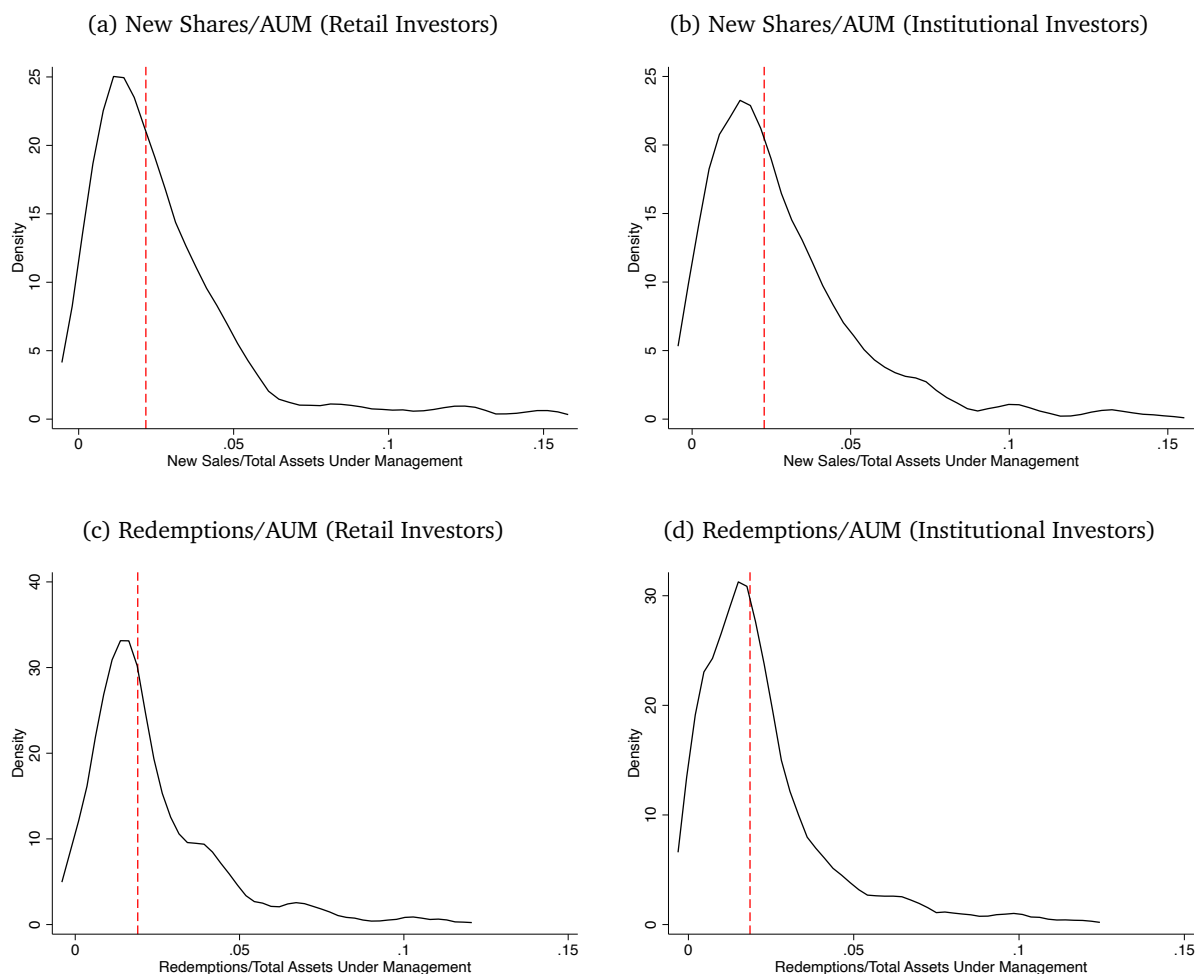 (a) New Shares/AUM (Retail Investors)
25
20
15
10
5
0
Density
0 .05 .1 .15
New Sales/Total Assets Under Management
(b) New Shares/AUM (Institutional Investors)
25
20
15
10
5
0
Density
0 .05 .1 .15
New Sales/Total Assets Under Management
(c) Redemptions/AUM (Retail Investors)
40
30
20
10
0
Density
0 .05 .1 .15
Redemptions/Total Assets Under Management
(d) Redemptions/AUM (Institutional Investors)
30
20
10
0
Density
0 .05 .1 .15
Redemptions/Total Assets Under Management